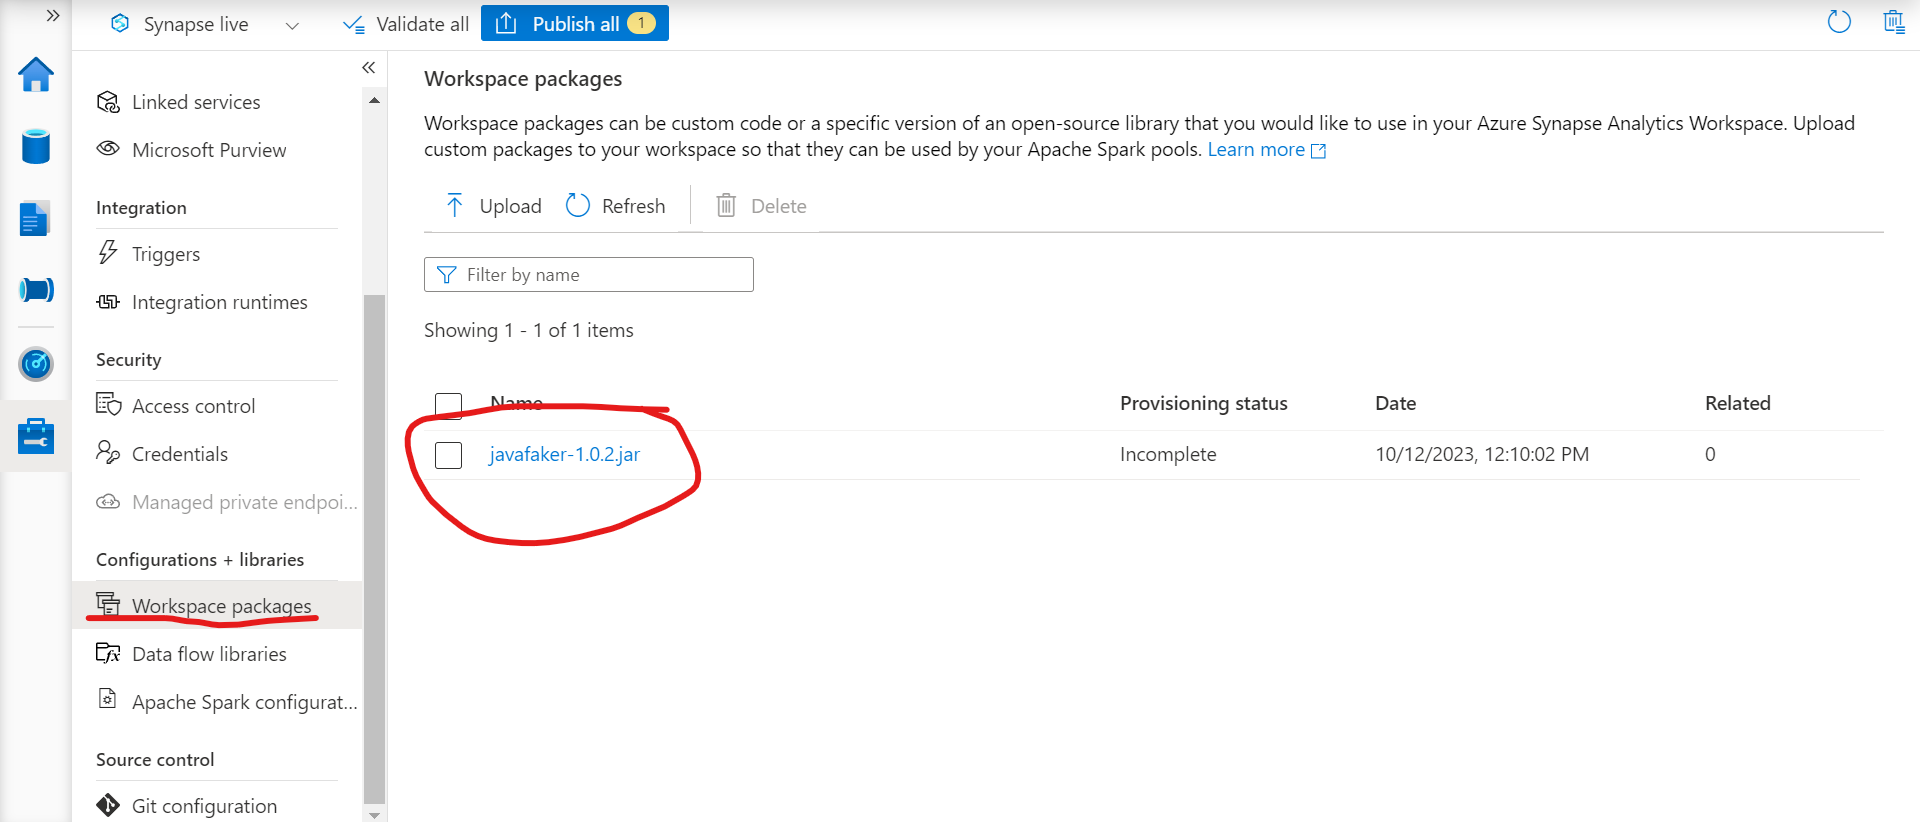 Synapse live
Validate all
Publish all 1
Linked services
Microsoft Purview
Integration
Triggers
Integration runtimes
Security
Access control
Credentials
Managed private endpoi...
Configurations + libraries
Workspace packages
Data flow libraries
Apache Spark configurat...
Source control
Git configuration
Workspace packages
Workspace packages can be custom code or a specific version of an open-source library that you would like to use in your Azure Synapse Analytics Workspace. Upload
custom packages to your workspace so that they can be used by your Apache Spark pools. Learn more
Upload Refresh Delete
Filter by name
Showing 1 - 1 of 1 items
Name Provisioning status Date Related
javafaker-1.0.2.jar Incomplete 10/12/2023, 12:10:02 PM 0